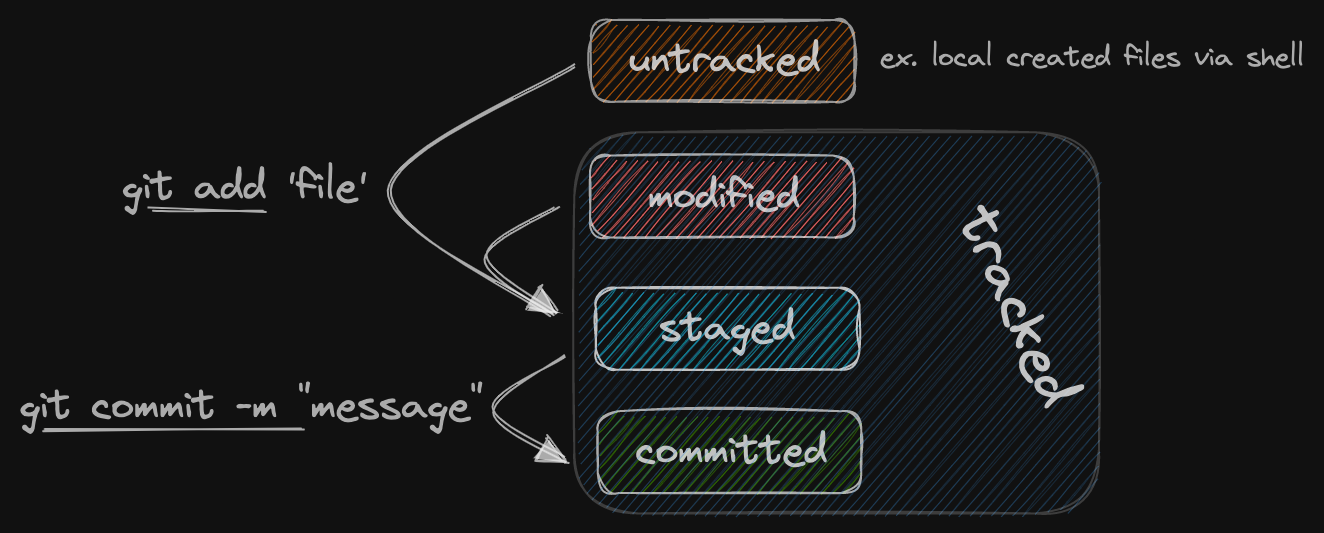 untracked
ex. local created files via shell
modified
git add 'file'
tracked
staged
git commit -m "message"
committed